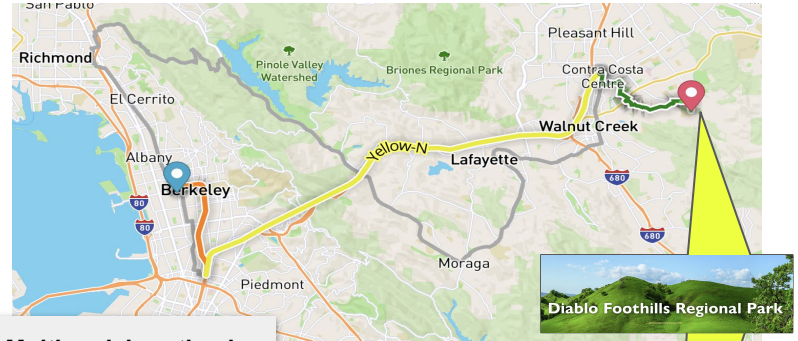 San Pablo
Pleasant Hill
Richmond
Pinole Valley
Watershed
Briones Regional Park
Contra Costa
Centre
El Cerrito
Walnut Creek
Yellow-N
Lafayette
Albany
Berkeley
680
80
80
680
Moraga
Piedmont
Diablo Foothills Regional Park